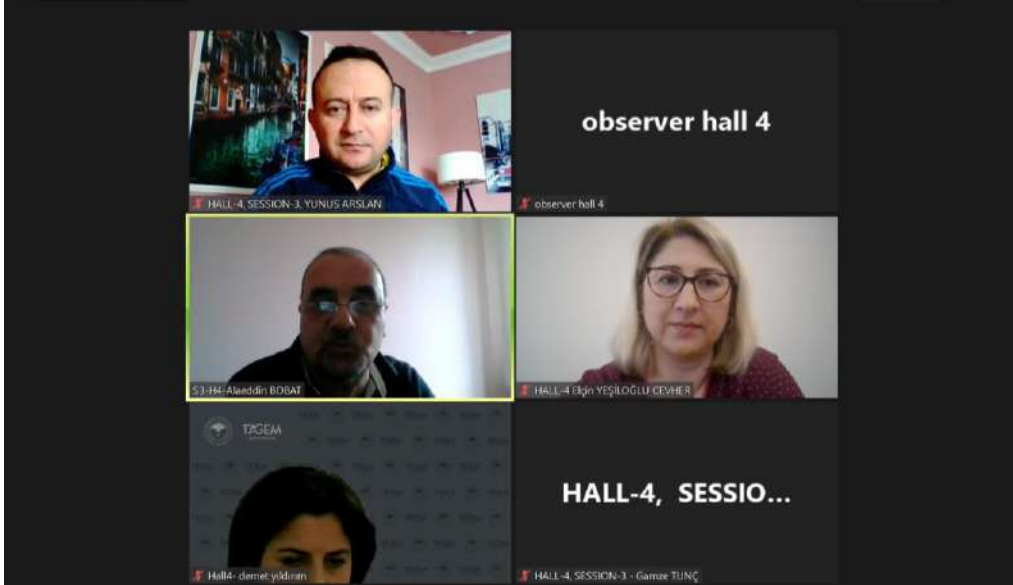 HALL-4, SESSION-3, YUNUS ARSLAN
observer hall 4
observer hall 4
S3-H4-Alaeddin BOBAT
HALL-4 Elçin YEŞİLOĞLU CEVHER
TAGEM
Hall4- demet yıldırım
HALL-4, SESSIO...
HALL-4, SESSION-3 - Gamze TUNÇ